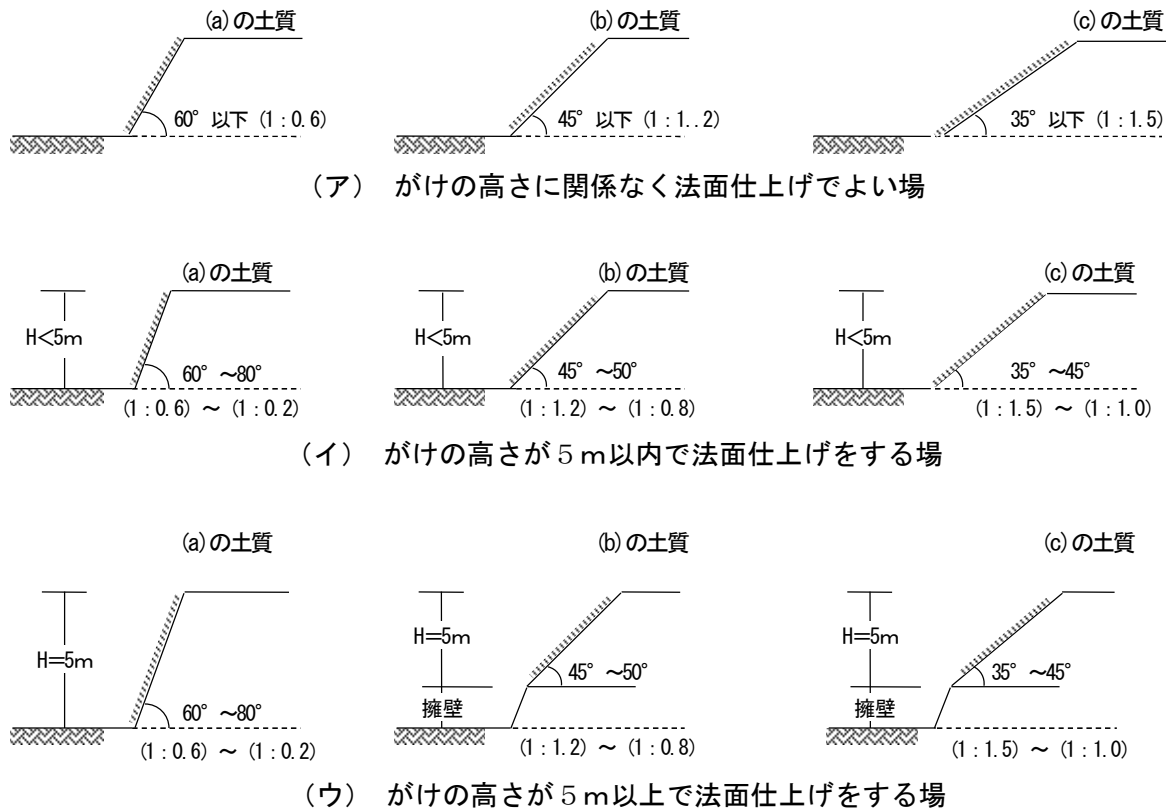 (a)の土質 (b)の土質 (c)の土質
60° 以下 (1：0.6) 45° 以下 (1：1..2) 35° 以下 (1：1.5)
（ア） がけの高さに関係なく法面仕上げでよい場
(a)の土質 (b)の土質 (c)の土質
H＜5m H＜5m H＜5m
60° ～80° 45° ～50° 35° ～45°
(1：0.6) ～ (1：0.2) (1：1.2) ～ (1：0.8) (1：1.5) ～ (1：1.0)
（イ） がけの高さが５ｍ以内で法面仕上げをする場
(a)の土質 (b)の土質 (c)の土質
H＝5m H＝5m H＝5m
45° ～50° 35° ～45°
60° ～80° 擁壁 擁壁
(1：0.6) ～ (1：0.2) (1：1.2) ～ (1：0.8) (1：1.5) ～ (1：1.0)
（ウ） がけの高さが５ｍ以上で法面仕上げをする場